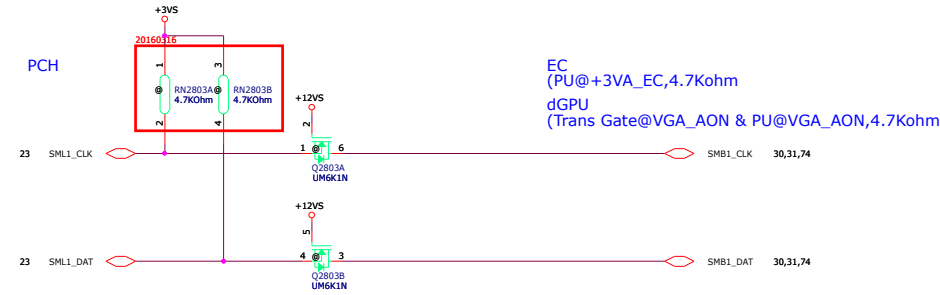 +3VS
20160316
PCH
1
3
@
RN2803A
4.7KOhm
@
RN2803B
4.7KOhm
2
4
EC
(PU@+3VA_EC,4.7Kohm
dGPU
(Trans Gate@VGA_AON & PU@VGA_AON,4.7Kohm
+12VS
2
23 SML1_CLK
1 @ 6
SMB1_CLK 30,31,74
Q2803A
UM6K1N
+12VS
5
23 SML1_DAT
4 @ 3
SMB1_DAT 30,31,74
Q2803B
UM6K1N